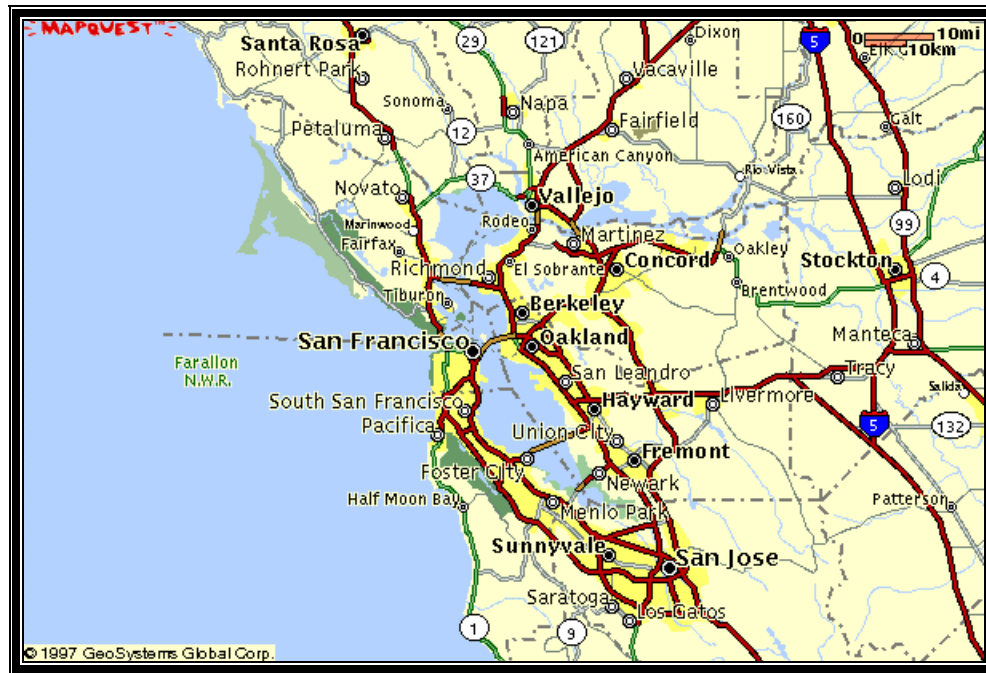 MAPQUEST™
Santa Rosa
29
121
Dixon
5
0 10mi
10km
Elk G
Rohnert Park
Vacaville
Sonoma
Napa
160
Galt
Petaluma
12
Fairfield
American Canyon
Rio Vista
37
Lodi
Novato
Vallejo
Marinwood
Rodeo
99
Fairfax
Martinez
Oakley
Richmond
El Sobrante
Concord
Stockton
4
Tiburon
Brentwood
Berkeley
San Francisco
Oakland
Manteca
Farallon
N.W.R.
San Leandro
Tracy
Salida
South San Francisco
Hayward
Livermore
Pacifica
Union City
5
132
Foster City
Fremont
Newark
Half Moon Bay
Menlo Park
Patterson
Sunnyvale
San Jose
Saratoga
Los Gatos
1
9
© 1997 GeoSystems Global Corp.